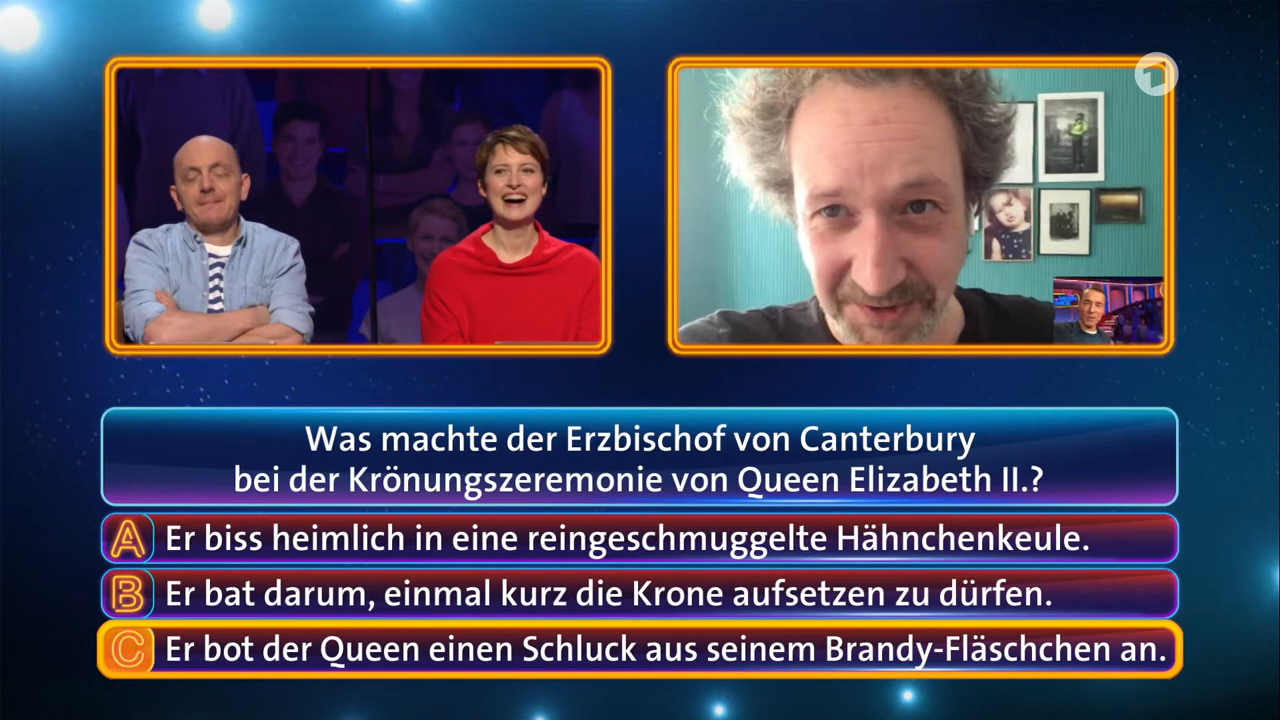 Was machte der Erzbischof von Canterbury
bei der Krönungszeremonie von Queen Elizabeth II.?
A Er biss heimlich in eine reingeschmuggelte Hähnchenkeule.
B Er bat darum, einmal kurz die Krone aufsetzen zu dürfen.
C Er bot der Queen einen Schluck aus seinem Brandy-Fläschchen an.